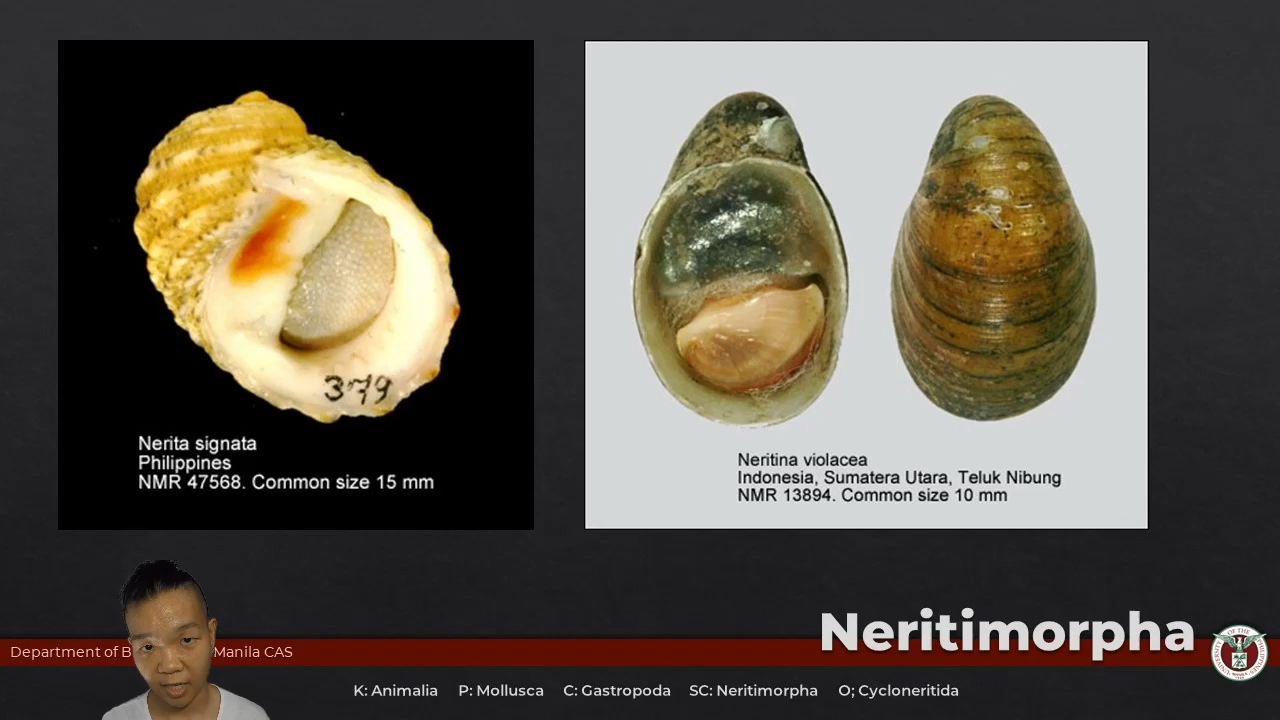 379
Nerita signata
Philippines
NMR 47568. Common size 15 mm
Neritina violacea
Indonesia, Sumatera Utara, Teluk Nibung
NMR 13894. Common size 10 mm
Neritimorpha
Department of B Manila CAS
K: Animalia P: Mollusca C: Gastropoda SC: Neritimorpha O; Cycloneritida